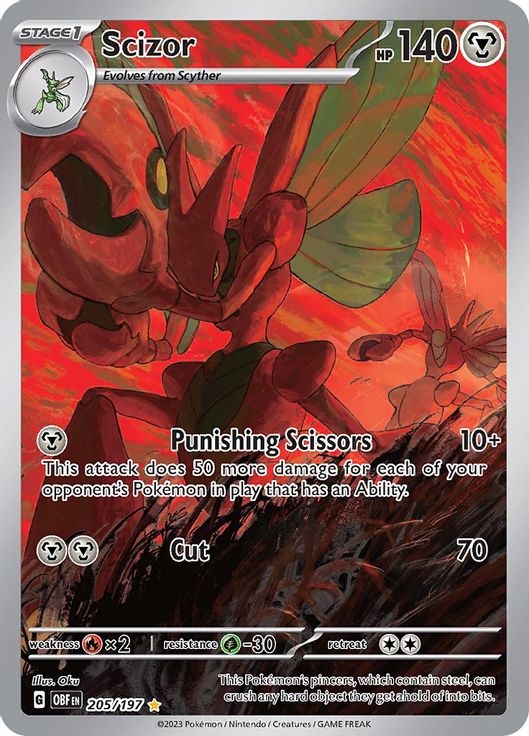 STAGE1
Scizor
HP 140
Evolves from Scyther
Punishing Scissors 10+
This attack does 50 more damage for each of your
opponent's Pokémon in play that has an Ability.
Cut 70
weakness ×2 resistance -30 retreat
Illus. Oku
This Pokémon's pincers, which contain steel, can
crush any hard object they get ahold of into bits.
G OBF EN 205/197
©2023 Pokémon / Nintendo / Creatures / GAME FREAK